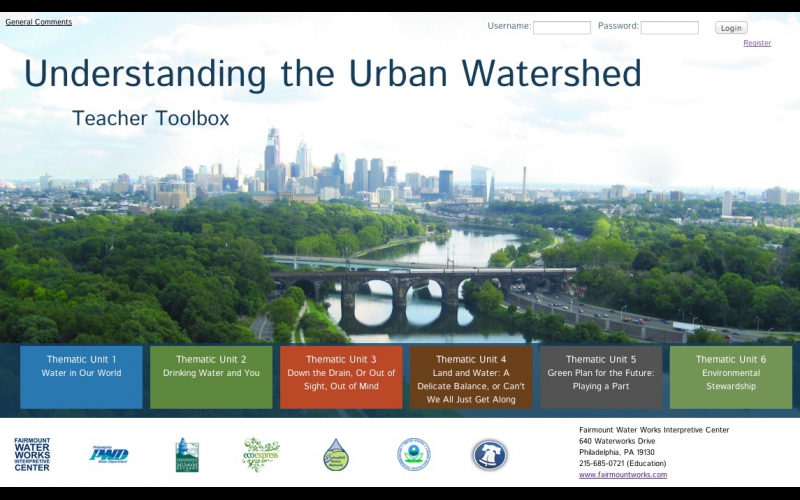 General Comments
Username: Password: Login
Register
Understanding the Urban Watershed
Teacher Toolbox
Thematic Unit 1
Water in Our World
Thematic Unit 2
Drinking Water and You
Thematic Unit 3
Down the Drain, Or Out of
Sight, Out of Mind
Thematic Unit 4
Land and Water: A
Delicate Balance, or Can't
We All Just Get Along
Thematic Unit 5
Green Plan for the Future:
Playing a Part
Thematic Unit 6
Environmental
Stewardship
FAIRMOUNT
WATER
WORKS
INTERPRETIVE
CENTER
Philadelphia
PWD
Water Department
ecoexpress
Fairmount Water Works Interpretive Center
640 Waterworks Drive
Philadelphia, PA 19130
215-685-0721 (Education)
www.fairmountworks.com